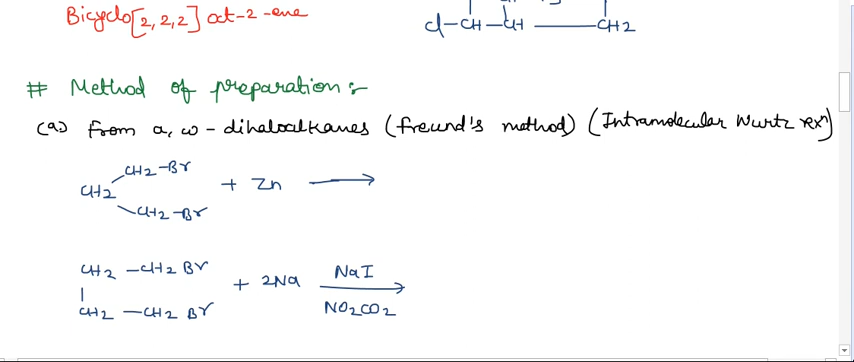 Bicyclo[2,2,2] oct-2-ene
cl-CH-CH-CH2
# Method of preparation:-
(a) From a, ω - dihaloalkanes (freund's method) (Intramolecular Wurtz rxn)
CH2-Br
CH2 + Zn →
CH2-Br
CH2 -CH2 Br
+ 2Na NaI →
NO2CO2
CH2 -CH2 Br